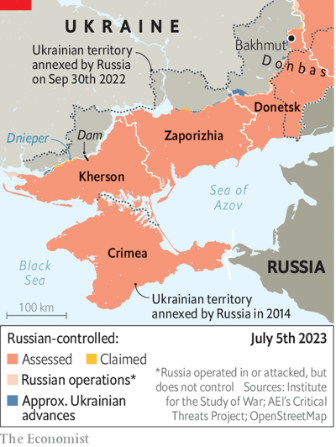 UKRAINE
Ukrainian territory
annexed by Russia
on Sep 30th 2022
Bakhmut
Donbas
Donetsk
Dnieper
Dam
Zaporizhia
Kherson
Sea of
Azov
Crimea
Black
Sea
RUSSIA
Ukrainian territory
annexed by Russia in 2014
100 km
Russian-controlled:
July 5th 2023
Assessed
Claimed
Russian operations*
Approx. Ukrainian
advances
*Russia operated in or attacked, but
does not control Sources: Institute
for the Study of War; AEI's Critical
Threats Project; OpenStreetMap
The Economist